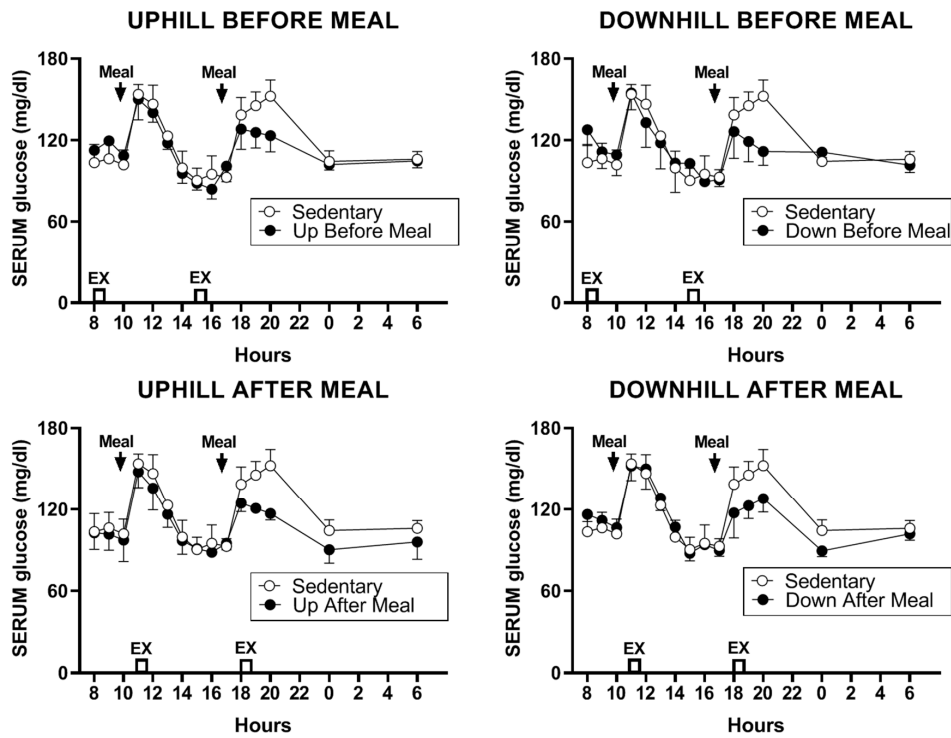 UPHILL BEFORE MEAL
SERUM glucose (mg/dl)
180
120
60
0
Meal
Meal
Sedentary
Up Before Meal
EX
EX
8 10 12 14 16 18 20 22 0 2 4 6
Hours
DOWNHILL BEFORE MEAL
SERUM glucose (mg/dl)
180
120
60
0
Meal
Meal
Sedentary
Down Before Meal
EX
EX
8 10 12 14 16 18 20 22 0 2 4 6
Hours
UPHILL AFTER MEAL
SERUM glucose (mg/dl)
180
120
60
0
Meal
Meal
Sedentary
Up After Meal
EX
EX
8 10 12 14 16 18 20 22 0 2 4 6
Hours
DOWNHILL AFTER MEAL
SERUM glucose (mg/dl)
180
120
60
0
Meal
Meal
Sedentary
Down After Meal
EX
EX
8 10 12 14 16 18 20 22 0 2 4 6
Hours